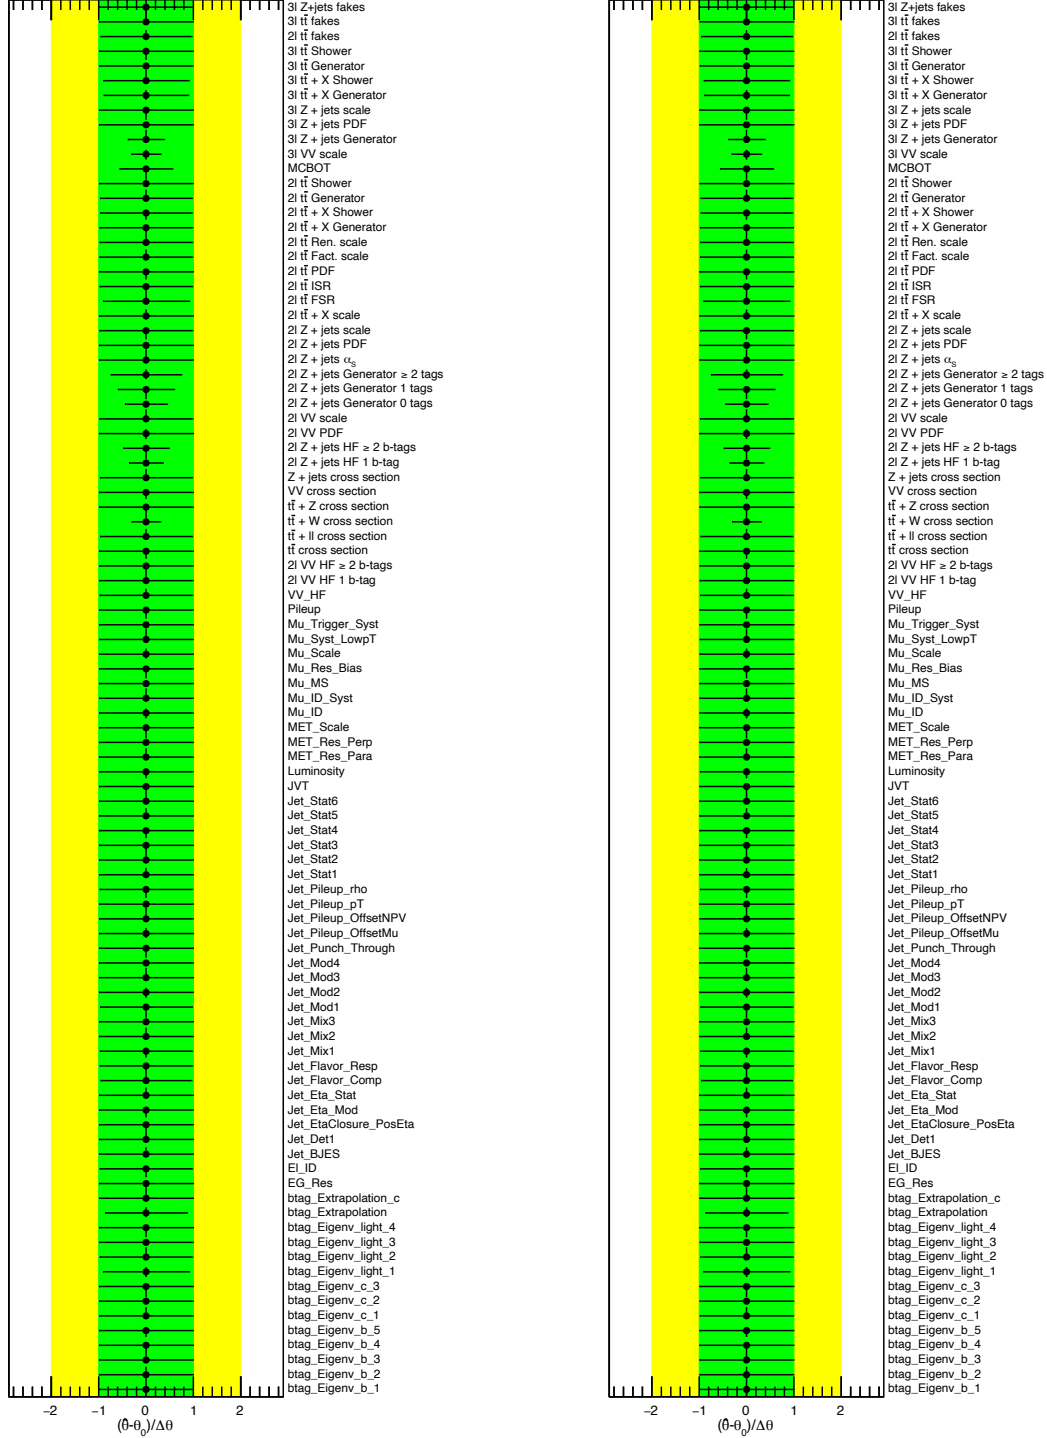 3l Z+jets fakes
3l tt̄ fakes
2l tt̄ fakes
3l tt̄ Shower
3l tt̄ Generator
3l tt̄ + X Shower
3l tt̄ + X Generator
3l Z + jets scale
3l Z + jets PDF
3l Z + jets Generator
3l VV scale
MCBOT
2l tt̄ Shower
2l tt̄ Generator
2l tt̄ + X Shower
2l tt̄ + X Generator
2l tt̄ Ren. scale
2l tt̄ Fact. scale
2l tt̄ PDF
2l tt̄ ISR
2l tt̄ FSR
2l tt̄ + X scale
2l Z + jets scale
2l Z + jets PDF
2l Z + jets αS
2l Z + jets Generator ≥ 2 tags
2l Z + jets Generator 1 tags
2l Z + jets Generator 0 tags
2l VV scale
2l VV PDF
2l Z + jets HF ≥ 2 b-tags
2l Z + jets HF 1 b-tag
Z + jets cross section
VV cross section
tt̄ + Z cross section
tt̄ + W cross section
tt̄ + ll cross section
tt̄ cross section
2l VV HF ≥ 2 b-tags
2l VV HF 1 b-tag
VV_HF
Pileup
Mu_Trigger_Syst
Mu_Syst_LowpT
Mu_Scale
Mu_Res_Bias
Mu_MS
Mu_ID_Syst
Mu_ID
MET_Scale
MET_Res_Perp
MET_Res_Para
Luminosity
JVT
Jet_Stat6
Jet_Stat5
Jet_Stat4
Jet_Stat3
Jet_Stat2
Jet_Stat1
Jet_Pileup_rho
Jet_Pileup_pT
Jet_Pileup_OffsetNPV
Jet_Pileup_OffsetMu
Jet_Punch_Through
Jet_Mod4
Jet_Mod3
Jet_Mod2
Jet_Mod1
Jet_Mix3
Jet_Mix2
Jet_Mix1
Jet_Flavor_Resp
Jet_Flavor_Comp
Jet_Eta_Stat
Jet_Eta_Mod
Jet_EtaClosure_PosEta
Jet_Det1
Jet_BJES
El_ID
EG_Res
btag_Extrapolation_c
btag_Extrapolation
btag_Eigenv_light_4
btag_Eigenv_light_3
btag_Eigenv_light_2
btag_Eigenv_light_1
btag_Eigenv_c_3
btag_Eigenv_c_2
btag_Eigenv_c_1
btag_Eigenv_b_5
btag_Eigenv_b_4
btag_Eigenv_b_3
btag_Eigenv_b_2
btag_Eigenv_b_1
−2 −1 0 1 2
(θ̂-θ0)/Δθ
3l Z+jets fakes
3l tt̄ fakes
2l tt̄ fakes
3l tt̄ Shower
3l tt̄ Generator
3l tt̄ + X Shower
3l tt̄ + X Generator
3l Z + jets scale
3l Z + jets PDF
3l Z + jets Generator
3l VV scale
MCBOT
2l tt̄ Shower
2l tt̄ Generator
2l tt̄ + X Shower
2l tt̄ + X Generator
2l tt̄ Ren. scale
2l tt̄ Fact. scale
2l tt̄ PDF
2l tt̄ ISR
2l tt̄ FSR
2l tt̄ + X scale
2l Z + jets scale
2l Z + jets PDF
2l Z + jets αS
2l Z + jets Generator ≥ 2 tags
2l Z + jets Generator 1 tags
2l Z + jets Generator 0 tags
2l VV scale
2l VV PDF
2l Z + jets HF ≥ 2 b-tags
2l Z + jets HF 1 b-tag
Z + jets cross section
VV cross section
tt̄ + Z cross section
tt̄ + W cross section
tt̄ + ll cross section
tt̄ cross section
2l VV HF ≥ 2 b-tags
2l VV HF 1 b-tag
VV_HF
Pileup
Mu_Trigger_Syst
Mu_Syst_LowpT
Mu_Scale
Mu_Res_Bias
Mu_MS
Mu_ID_Syst
Mu_ID
MET_Scale
MET_Res_Perp
MET_Res_Para
Luminosity
JVT
Jet_Stat6
Jet_Stat5
Jet_Stat4
Jet_Stat3
Jet_Stat2
Jet_Stat1
Jet_Pileup_rho
Jet_Pileup_pT
Jet_Pileup_OffsetNPV
Jet_Pileup_OffsetMu
Jet_Punch_Through
Jet_Mod4
Jet_Mod3
Jet_Mod2
Jet_Mod1
Jet_Mix3
Jet_Mix2
Jet_Mix1
Jet_Flavor_Resp
Jet_Flavor_Comp
Jet_Eta_Stat
Jet_Eta_Mod
Jet_EtaClosure_PosEta
Jet_Det1
Jet_BJES
El_ID
EG_Res
btag_Extrapolation_c
btag_Extrapolation
btag_Eigenv_light_4
btag_Eigenv_light_3
btag_Eigenv_light_2
btag_Eigenv_light_1
btag_Eigenv_c_3
btag_Eigenv_c_2
btag_Eigenv_c_1
btag_Eigenv_b_5
btag_Eigenv_b_4
btag_Eigenv_b_3
btag_Eigenv_b_2
btag_Eigenv_b_1
−2 −1 0 1 2
(θ̂-θ0)/Δθ